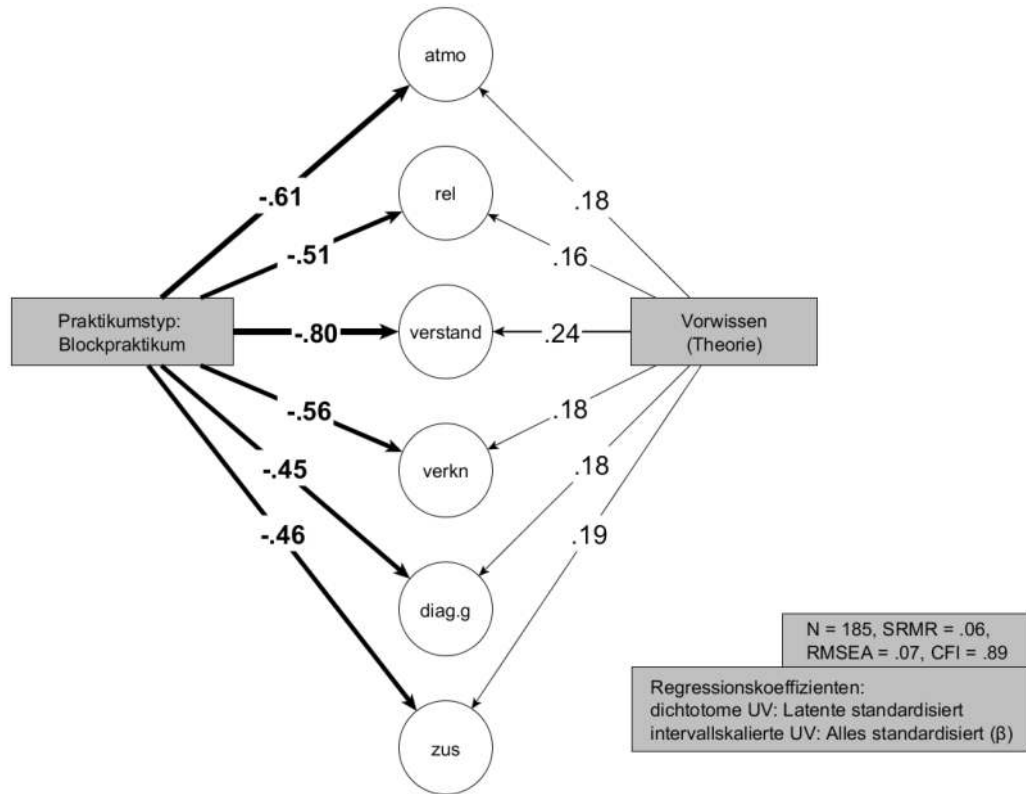 atmo
-.61
rel
.18
-.51
.16
Praktikumstyp:
Blockpraktikum
-.80
verstand
.24
Vorwissen
(Theorie)
-.56
.18
verkn
-.45
.18
-.46
.19
diag.g
N = 185, SRMR = .06,
RMSEA = .07, CFI = .89
Regressionskoeffizienten:
dichtotome UV: Latente standardisiert
intervallskalierte UV: Alles standardisiert (β)
zus